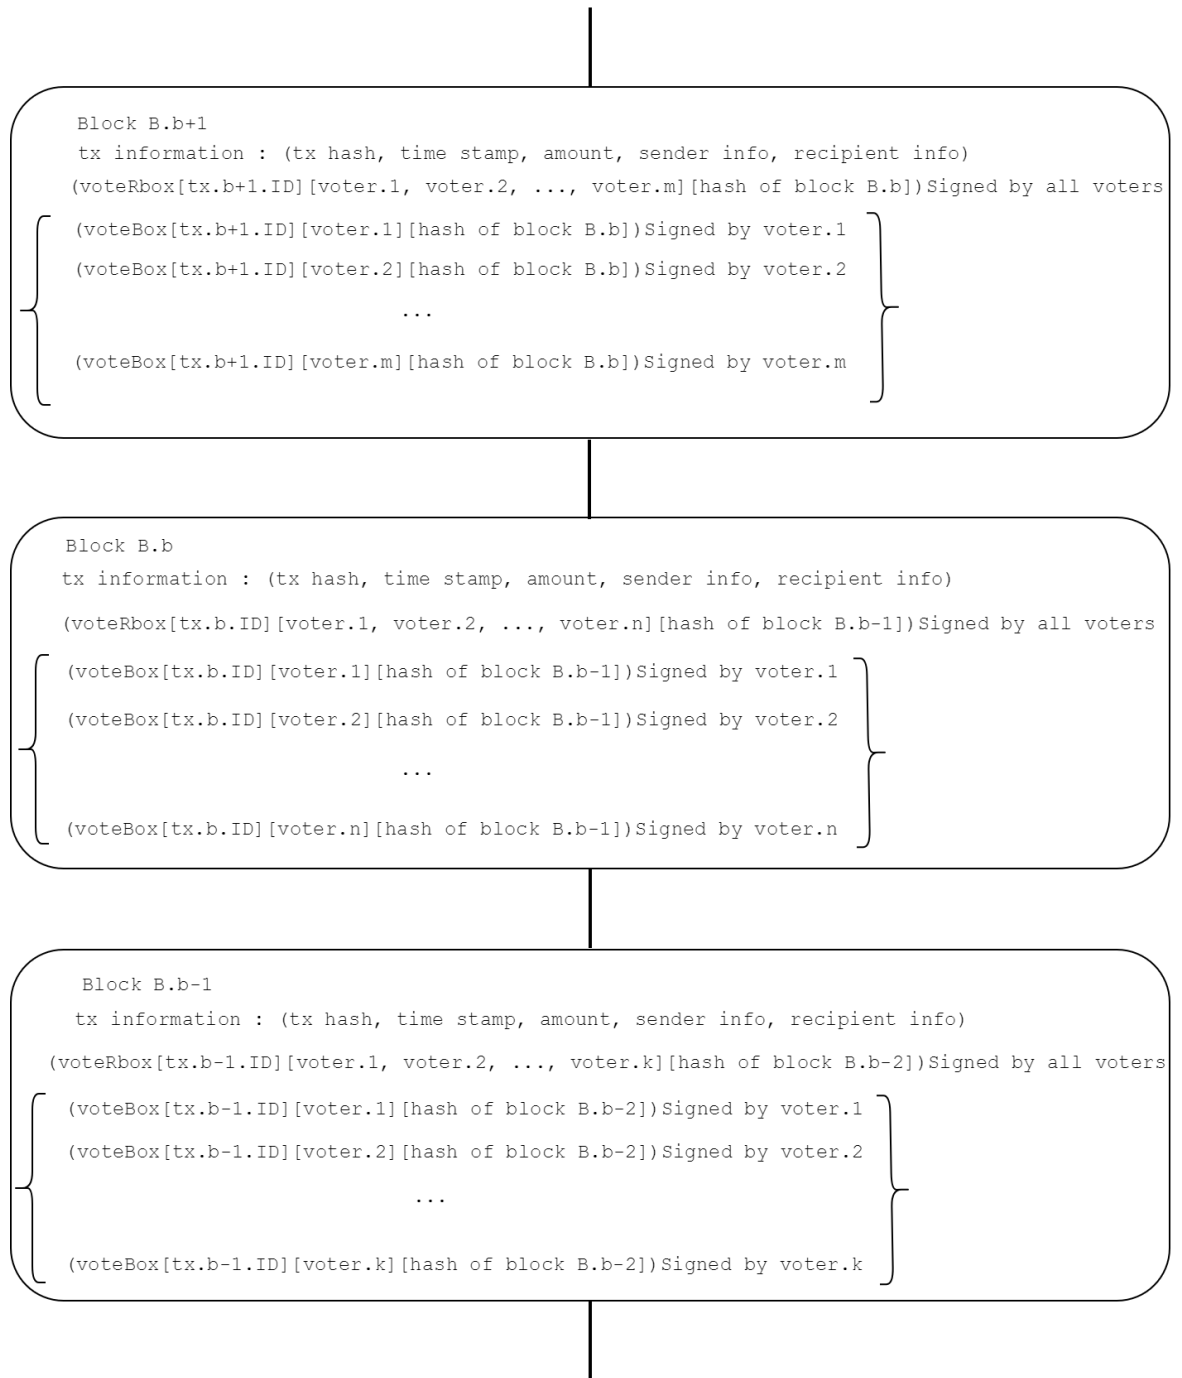 Block B.b+1
tx information : (tx hash, time stamp, amount, sender info, recipient info)
(voteRbox[tx.b+1.ID][voter.1, voter.2, ..., voter.m][hash of block B.b])Signed by all voters
(voteBox[tx.b+1.ID][voter.1][hash of block B.b])Signed by voter.1
(voteBox[tx.b+1.ID][voter.2][hash of block B.b])Signed by voter.2
...
(voteBox[tx.b+1.ID][voter.m][hash of block B.b])Signed by voter.m
Block B.b
tx information : (tx hash, time stamp, amount, sender info, recipient info)
(voteRbox[tx.b.ID][voter.1, voter.2, ..., voter.n][hash of block B.b-1])Signed by all voters
(voteBox[tx.b.ID][voter.1][hash of block B.b-1])Signed by voter.1
(voteBox[tx.b.ID][voter.2][hash of block B.b-1])Signed by voter.2
...
(voteBox[tx.b.ID][voter.n][hash of block B.b-1])Signed by voter.n
Block B.b-1
tx information : (tx hash, time stamp, amount, sender info, recipient info)
(voteRbox[tx.b-1.ID][voter.1, voter.2, ..., voter.k][hash of block B.b-2])Signed by all voters
(voteBox[tx.b-1.ID][voter.1][hash of block B.b-2])Signed by voter.1
(voteBox[tx.b-1.ID][voter.2][hash of block B.b-2])Signed by voter.2
...
(voteBox[tx.b-1.ID][voter.k][hash of block B.b-2])Signed by voter.k